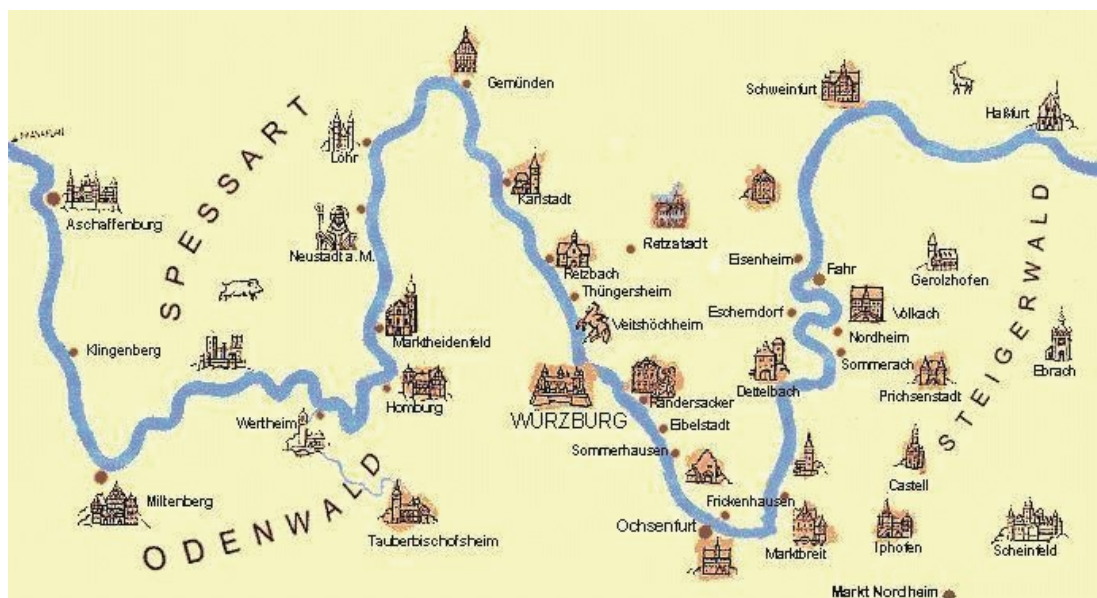 Gemünden
Schweinfurt
Haßfurt
FRANKFURT
Lohr
SPESSART
Karlstadt
Aschaffenburg
Neustadt a.M.
Retzstadt
Retzbach
Eisenheim
Fahr
Gerolzhofen
Thüngersheim
Escherndorf
Volkach
Veitshöchheim
Nordheim
Klingenberg
Marktheidenfeld
Sommerach
Ebrach
STEIGERWALD
Homburg
Randersacker
Dettelbach
Prichsenstadt
Wertheim
WÜRZBURG
Eibelstadt
Sommerhausen
Castell
Miltenberg
Frickenhausen
ODENWALD
Ochsenfurt
Tauberbischofsheim
Marktbreit
Iphofen
Scheinfeld
Markt Nordheim